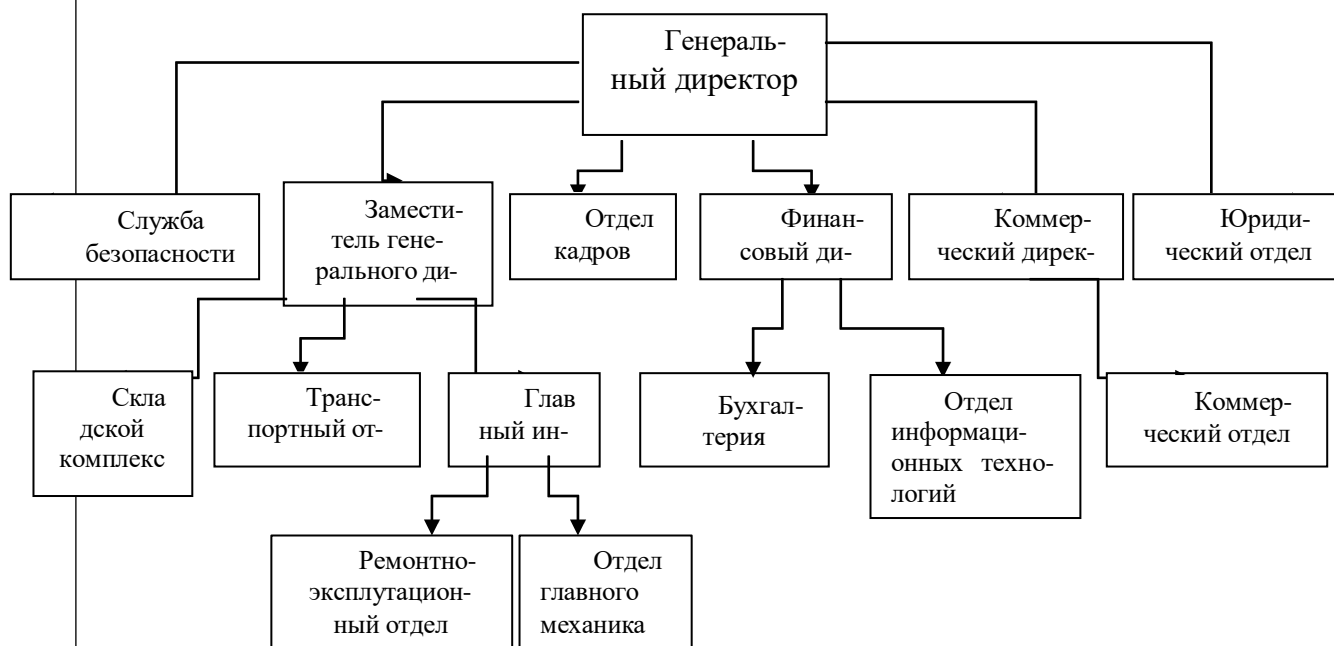 Генераль-
ный директор
Служба
безопасности
Замести-
тель гене-
рального ди-
Отдел
кадров
Финан-
совый ди-
Коммер-
ческий дирек-
Юриди-
ческий отдел
Скла
дской
комплекс
Транс-
портный от-
Глав
ный ин-
Бухгал-
терия
Отдел
информаци-
онных техно-
логий
Коммер-
ческий отдел
Ремонтно-
эксплутацион-
ный отдел
Отдел
главного
механика